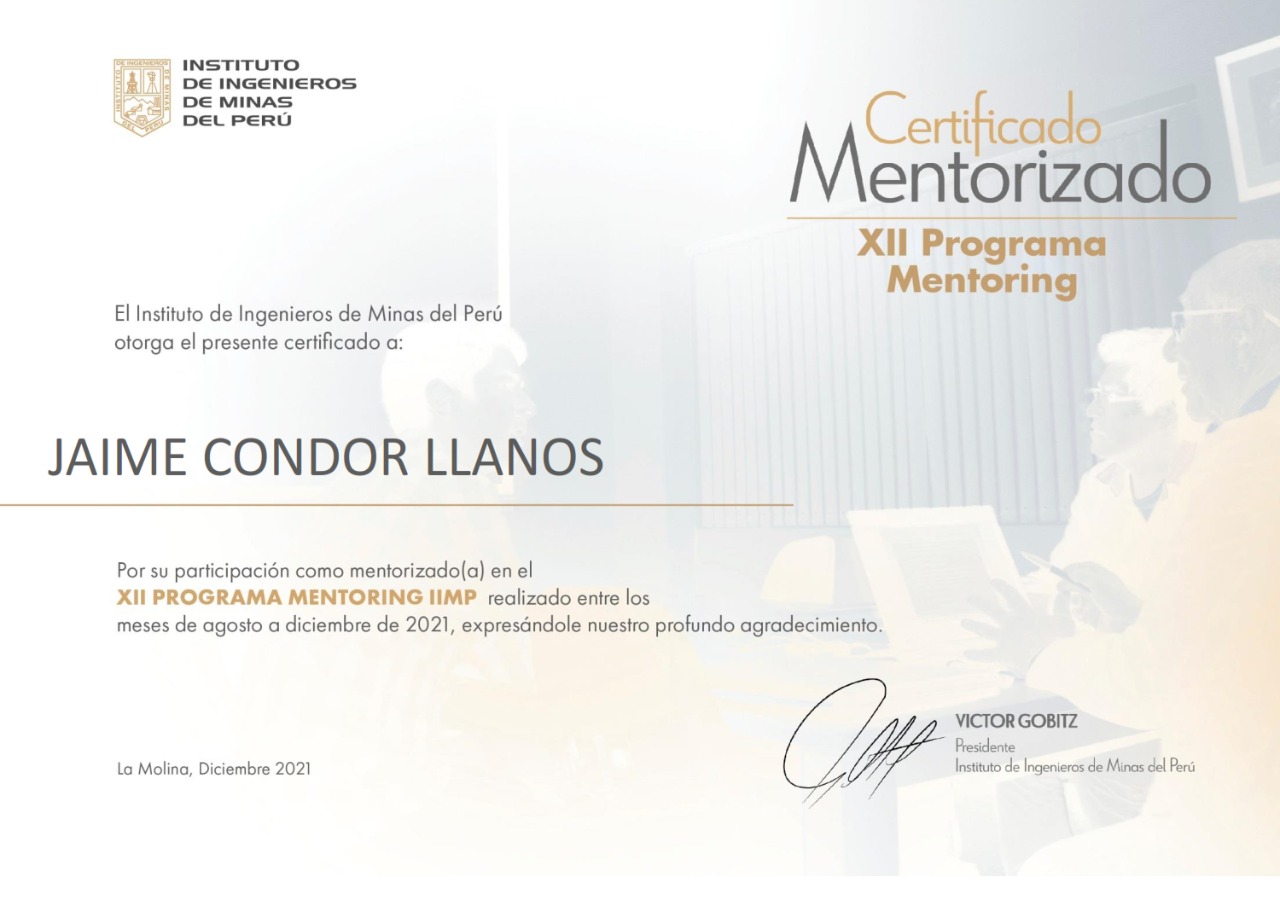 INSTITUTO
DE INGENIEROS
DE MINAS
DEL PERÚ
INSTITUTO DE INGENIEROS DE MINAS DEL PERÚ
Certificado
Mentorizado
XII Programa
Mentoring
El Instituto de Ingenieros de Minas del Perú
otorga el presente certificado a:
JAIME CONDOR LLANOS
Por su participación como mentorizado(a) en el
XII PROGRAMA MENTORING IIMP realizado entre los
meses de agosto a diciembre de 2021, expresándole nuestro profundo agradecimiento.
VICTOR GOBITZ
Presidente
Instituto de Ingenieros de Minas del Perú
La Molina, Diciembre 2021